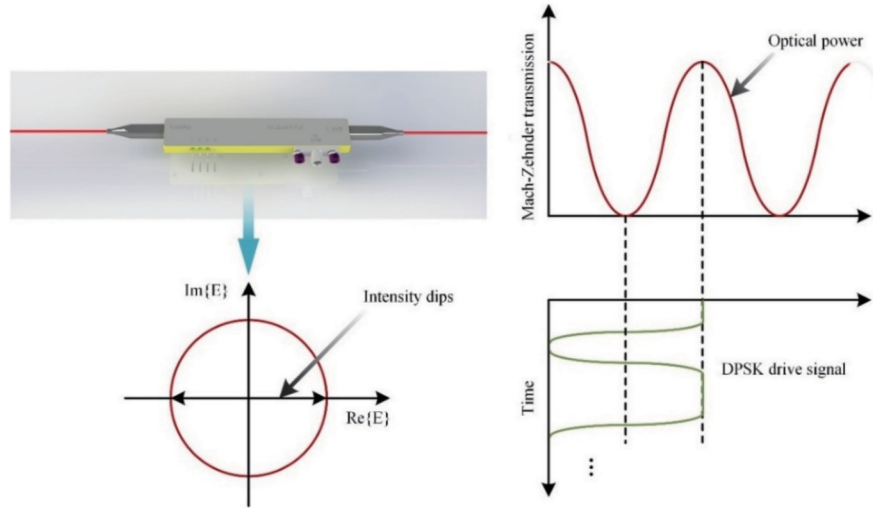 Optical power
Mach-Zehnder transmission
Im{E}
Intensity dips
Re{E}
DPSK drive signal
Time
...